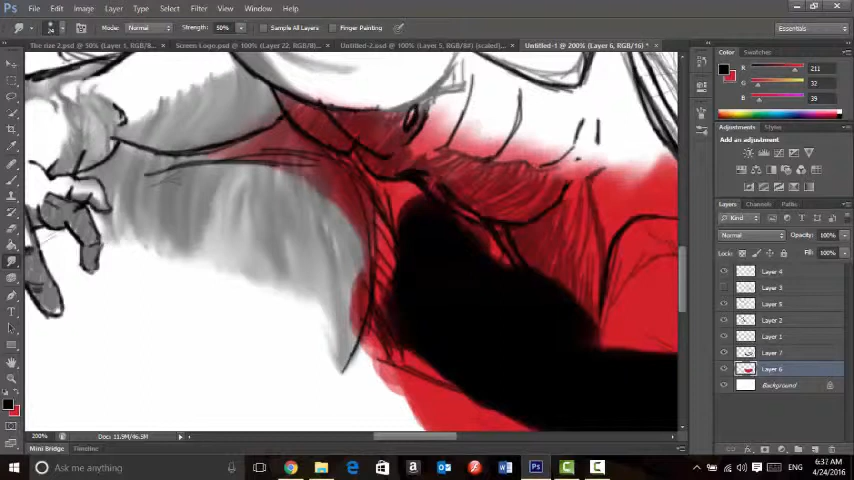 Ps File Edit Image Layer Type Select Filter View Window Help
24 Mode: Normal Strength: 50% Sample All Layers Finger Painting Essentials
The size 2.psd @ 50% (Layer 1, RGB/8... × Screen Logo.psd @ 100% (Layer 22, RGB/8... × Untitled-2.psd @ 100% (Layer 5, RGB/8#) (scaled)... × Untitled-1 @ 200% (Layer 6, RGB/16) * ×
Color Swatches
R 211
G 32
B 39
Adjustments Styles
Add an adjustment
Layers Channels Paths
Kind
Normal Opacity: 100%
Lock: Fill: 100%
Layer 4
Layer 3
Layer 5
Layer 2
Layer 1
Layer 7
Layer 6
Background
200% Doc: 11.9M/46.5M
Mini Bridge Timeline
Ask me anything
ENG
6:37 AM
4/24/2016